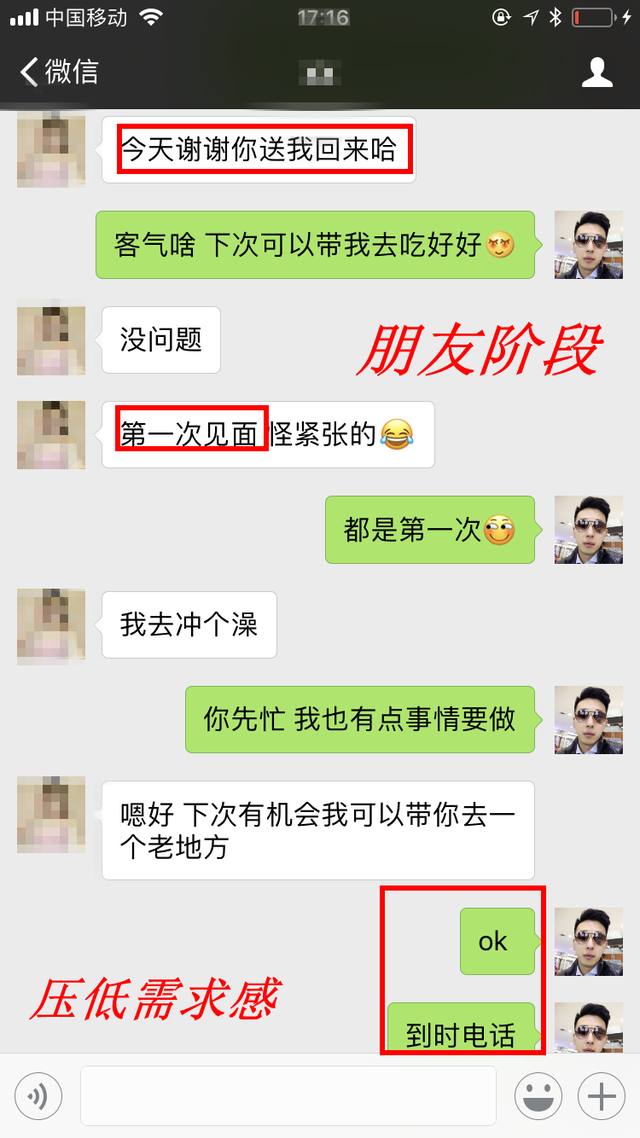 中国移动
17:16
微信
今天谢谢你送我回来哈
客气啥 下次可以带我去吃好好
没问题
朋友阶段
第一次见面 怪紧张的
都是第一次
我去冲个澡
你先忙 我也有点事情要做
嗯好 下次有机会我可以带你去一
个老地方
ok
压低需求感
到时电话